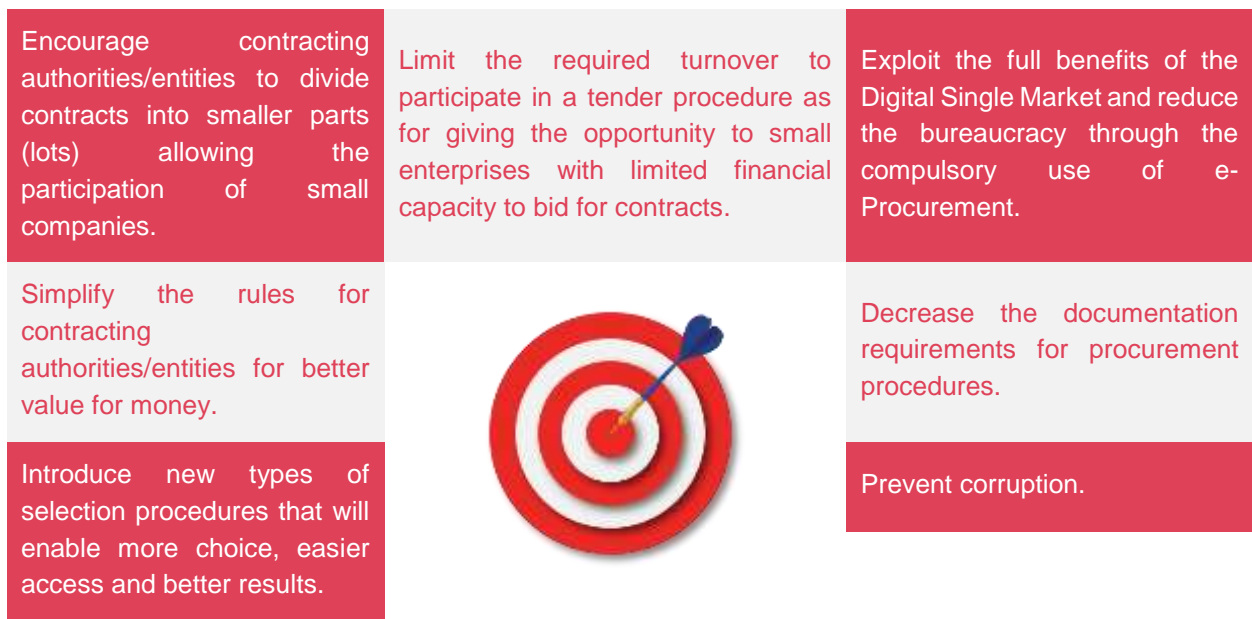 Encourage contracting
authorities/entities to divide
contracts into smaller parts
(lots) allowing the
participation of small
companies.
Limit the required turnover to
participate in a tender procedure as
for giving the opportunity to small
enterprises with limited financial
capacity to bid for contracts.
Exploit the full benefits of the
Digital Single Market and reduce
the bureaucracy through the
compulsory use of e-
Procurement.
Simplify the rules for
contracting
authorities/entities for better
value for money.
Decrease the documentation
requirements for procurement
procedures.
Introduce new types of
selection procedures that will
enable more choice, easier
access and better results.
Prevent corruption.